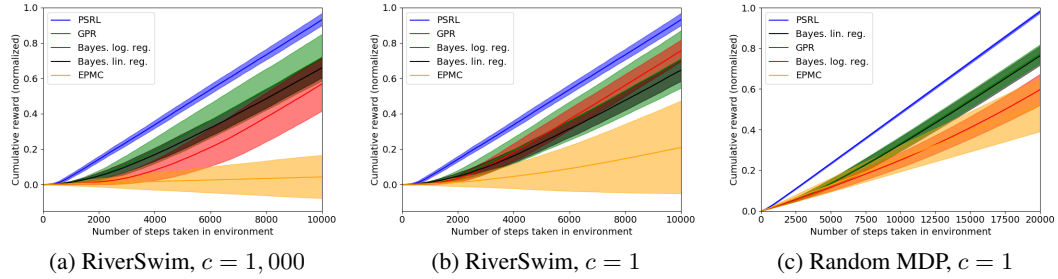 1.0
0.8
0.6
0.4
0.2
0.0
Cumulative reward (normalized)
PSRL
GPR
Bayes. log. reg.
Bayes. lin. reg.
EPMC
0 2000 4000 6000 8000 10000
Number of steps taken in environment
(a) RiverSwim, c = 1,000
1.0
0.8
0.6
0.4
0.2
0.0
Cumulative reward (normalized)
PSRL
GPR
Bayes. log. reg.
Bayes. lin. reg.
EPMC
0 2000 4000 6000 8000 10000
Number of steps taken in environment
(b) RiverSwim, c = 1
1.0
0.8
0.6
0.4
0.2
0.0
Cumulative reward (normalized)
PSRL
Bayes. lin. reg.
GPR
Bayes. log reg.
EPMC
0 2500 5000 7500 10000 12500 15000 17500 20000
Number of steps taken in environment
(c) Random MDP, c = 1